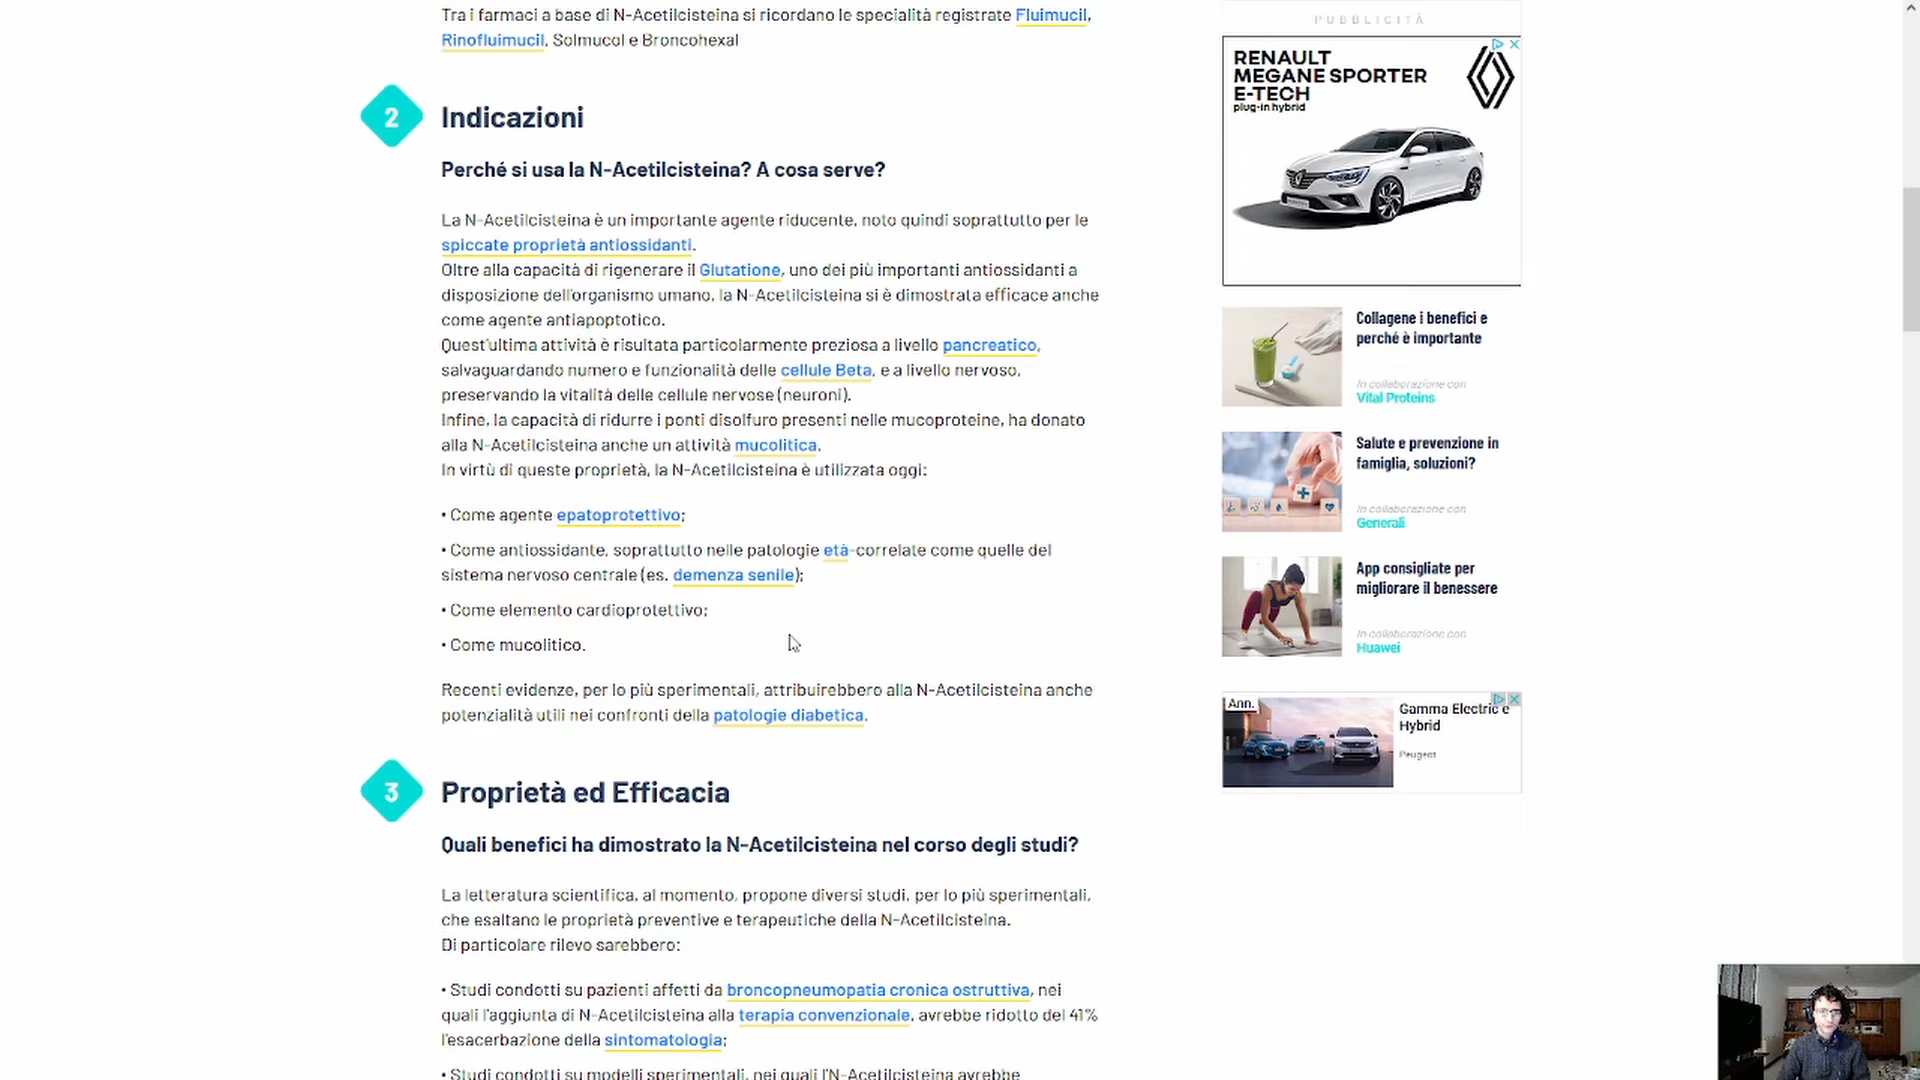 Tra i farmaci a base di N-Acetilcisteina si ricordano le specialità registrate Fluimucil,
Rinofluimucil, Solmucol e Broncohexal
2
Indicazioni
Perché si usa la N-Acetilcisteina? A cosa serve?
La N-Acetilcisteina è un importante agente riducente, noto quindi soprattutto per le
spiccate proprietà antiossidanti.
Oltre alla capacità di rigenerare il Glutatione, uno dei più importanti antiossidanti a
disposizione dell'organismo umano, la N-Acetilcisteina si è dimostrata efficace anche
come agente antiapoptotico.
Quest'ultima attività è risultata particolarmente preziosa a livello pancreatico,
salvaguardando numero e funzionalità delle cellule Beta, e a livello nervoso,
preservando la vitalità delle cellule nervose (neuroni).
Infine, la capacità di ridurre i ponti disolfuro presenti nelle mucoproteine, ha donato
alla N-Acetilcisteina anche un attività mucolitica.
In virtù di queste proprietà, la N-Acetilcisteina è utilizzata oggi:
• Come agente epatoprotettivo;
• Come antiossidante, soprattutto nelle patologie età-correlate come quelle del
sistema nervoso centrale (es. demenza senile);
• Come elemento cardioprotettivo;
• Come mucolitico.
Recenti evidenze, per lo più sperimentali, attribuirebbero alla N-Acetilcisteina anche
potenzialità utili nei confronti della patologie diabetica.
3
Proprietà ed Efficacia
Quali benefici ha dimostrato la N-Acetilcisteina nel corso degli studi?
La letteratura scientifica, al momento, propone diversi studi, per lo più sperimentali,
che esaltano le proprietà preventive e terapeutiche della N-Acetilcisteina.
Di particolare rilievo sarebbero:
• Studi condotti su pazienti affetti da broncopneumopatia cronica ostruttiva, nei
quali l'aggiunta di N-Acetilcisteina alla terapia convenzionale, avrebbe ridotto del 41%
l'esacerbazione della sintomatologia;
• Studi condotti su modelli sperimentali, nei quali l'N-Acetilcisteina avrebbe
PUBBLICITÀ
RENAULT
MEGANE SPORTER
E-TECH
plug-in hybrid
Collagene i benefici e
perché è importante
In collaborazione con
Vital Proteins
Salute e prevenzione in
famiglia, soluzioni?
In collaborazione con
Generali
App consigliate per
migliorare il benessere
In collaborazione con
Huawei
Ann.
Gamma Electric e
Hybrid
Peugeot